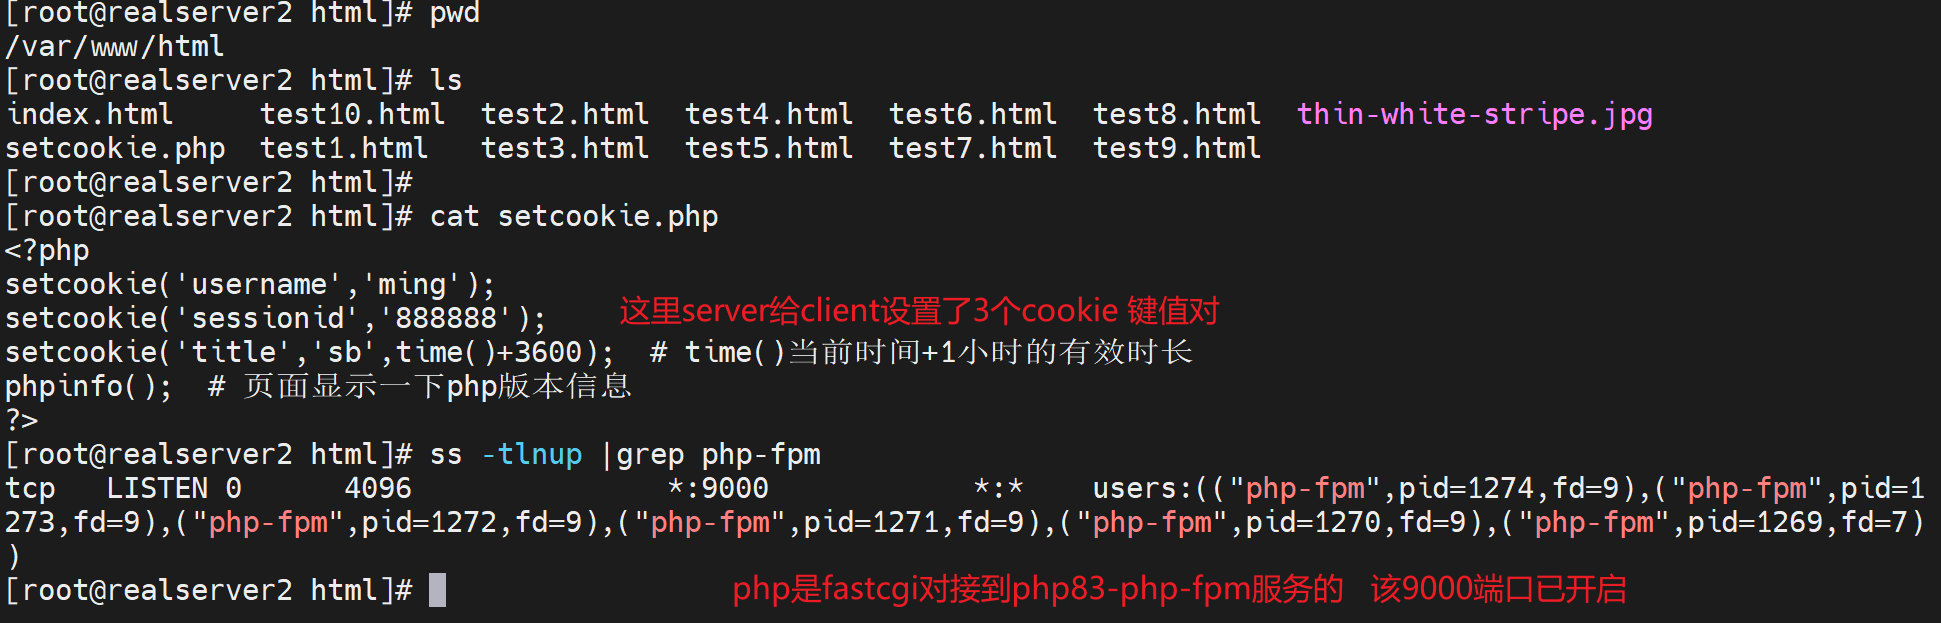 [root@realserver2 html]# pwd
/var/www/html
[root@realserver2 html]# ls
index.html     test10.html  test2.html  test4.html  test6.html  test8.html  thin-white-stripe.jpg
setcookie.php  test1.html   test3.html  test5.html  test7.html  test9.html
[root@realserver2 html]#
[root@realserver2 html]# cat setcookie.php
<?php
setcookie('username','ming');
这里server给client设置了3个cookie 键值对
setcookie('sessionid','888888');
setcookie('title','sb',time()+3600);  # time()当前时间+1小时的有效时长
phpinfo();  # 页面显示一下php版本信息
?>
[root@realserver2 html]# ss -tlnup |grep php-fpm
tcp   LISTEN 0      4096               *:9000            *:*    users:(("php-fpm",pid=1274,fd=9),("php-fpm",pid=1
273,fd=9),("php-fpm",pid=1272,fd=9),("php-fpm",pid=1271,fd=9),("php-fpm",pid=1270,fd=9),("php-fpm",pid=1269,fd=7)
)
[root@realserver2 html]#
php是fastcgi对接到php83-php-fpm服务的   该9000端口已开启